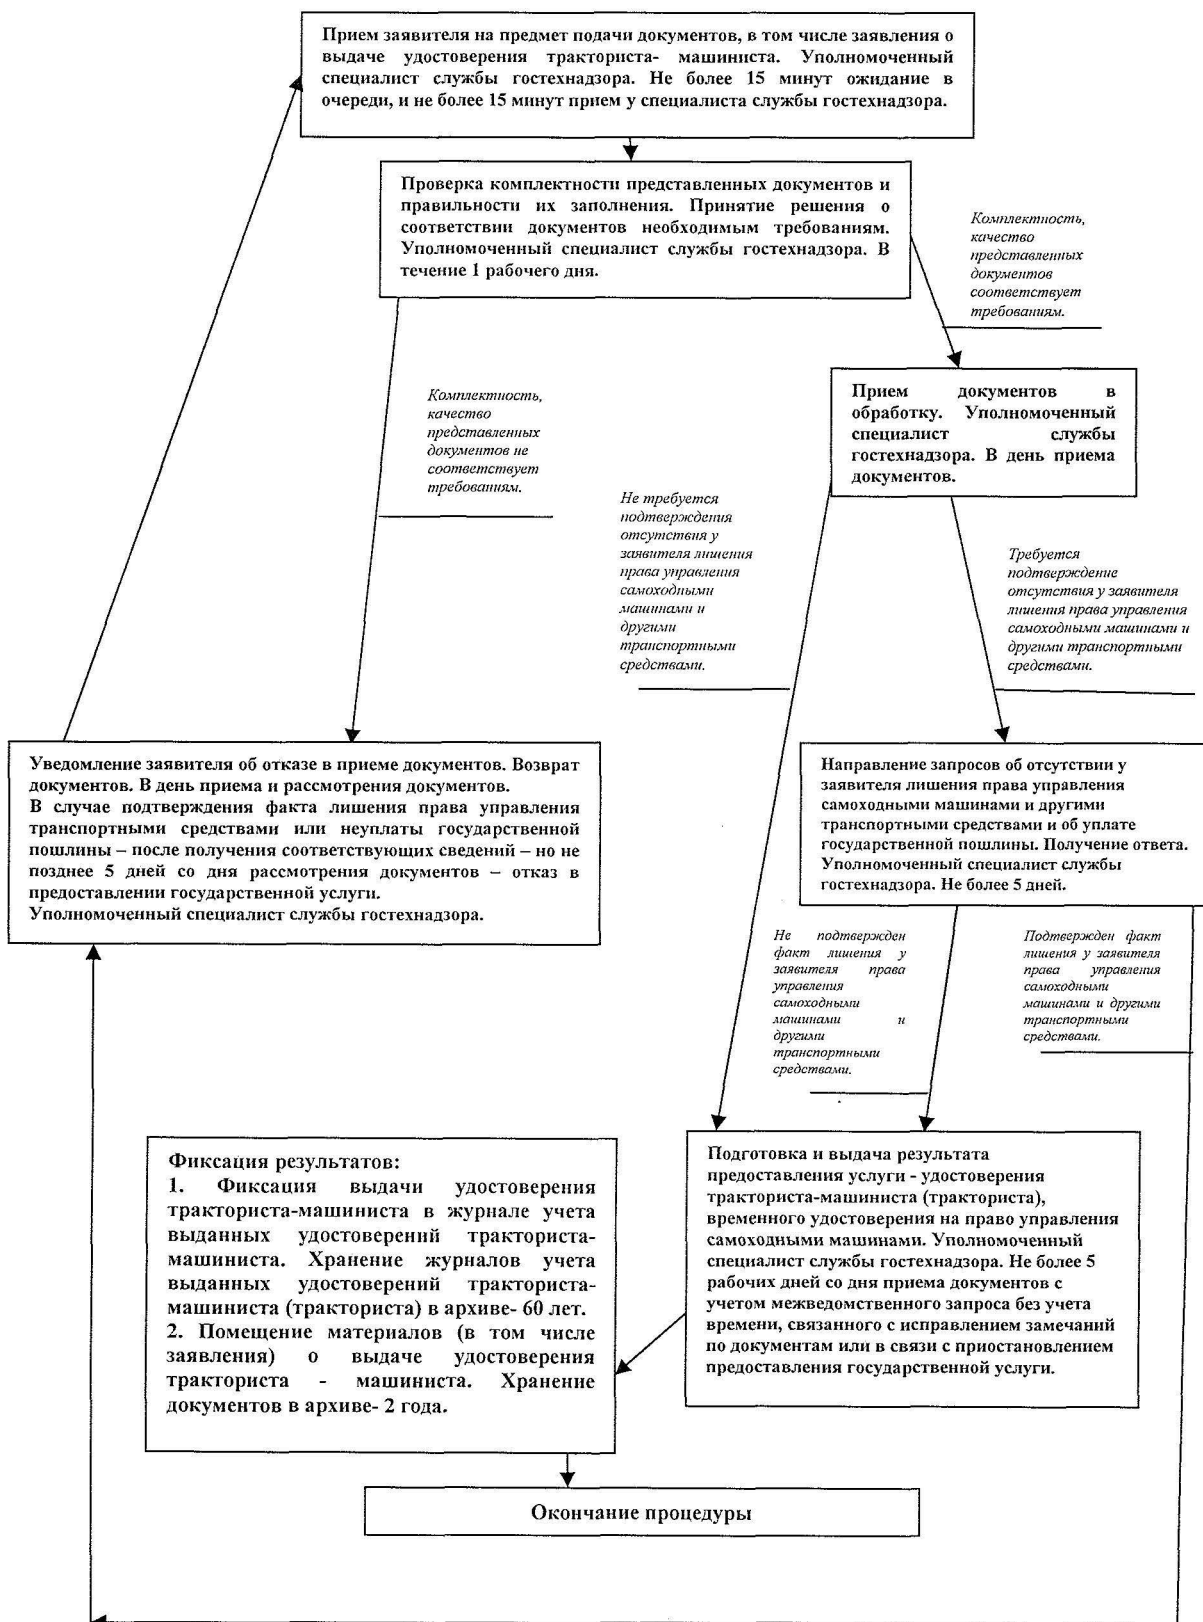 Прием заявителя на предмет подачи документов, в том числе заявления о
выдаче удостоверения тракториста- машиниста. Уполномоченный
специалист службы гостехнадзора. Не более 15 минут ожидание в
очереди, и не более 15 минут прием у специалиста службы гостехнадзора.
Проверка комплектности представленных документов и
правильности их заполнения. Принятие решения о
соответствии документов необходимым требованиям.
Уполномоченный специалист службы гостехнадзора. В
течение 1 рабочего дня.
Комплектность,
качество
представленных
документов
соответствует
требованиям.
Комплектность,
качество
представленных
документов не
соответствует
требованиям.
Прием документов в
обработку. Уполномоченный
специалист службы
гостехнадзора. В день приема
документов.
Не требуется
подтверждения
отсутствия у
заявителя лишения
права управления
самоходными
машинами и
другими
транспортными
средствами.
Требуется
подтверждение
отсутствия у заявителя
лишения права управления
самоходными машинами и
другими транспортными
средствами.
Уведомление заявителя об отказе в приеме документов. Возврат
документов. В день приема и рассмотрения документов.
В случае подтверждения факта лишения права управления
транспортными средствами или неуплаты государственной
пошлины – после получения соответствующих сведений – но не
позднее 5 дней со дня рассмотрения документов – отказ в
предоставлении государственной услуги.
Уполномоченный специалист службы гостехнадзора.
Направление запросов об отсутствии у
заявителя лишения права управления
самоходными машинами и другими
транспортными средствами и об уплате
государственной пошлины. Получение ответа.
Уполномоченный специалист службы
гостехнадзора. Не более 5 дней.
Не подтвержден
факт лишения у
заявителя права
управления
самоходными
машинами и
другими
транспортными
средствами.
Подтвержден факт
лишения у заявителя
права управления
самоходными
машинами и другими
транспортными
средствами.
Фиксация результатов:
1. Фиксация выдачи удостоверения
тракториста-машиниста в журнале учета
выданных удостоверений тракториста-
машиниста. Хранение журналов учета
выданных удостоверений тракториста-
машиниста (тракториста) в архиве- 60 лет.
2. Помещение материалов (в том числе
заявления) о выдаче удостоверения
тракториста - машиниста. Хранение
документов в архиве- 2 года.
Подготовка и выдача результата
предоставления услуги - удостоверения
тракториста-машиниста (тракториста),
временного удостоверения на право управления
самоходными машинами. Уполномоченный
специалист службы гостехнадзора. Не более 5
рабочих дней со дня приема документов с
учетом межведомственного запроса без учета
времени, связанного с исправлением замечаний
по документам или в связи с приостановлением
предоставления государственной услуги.
Окончание процедуры